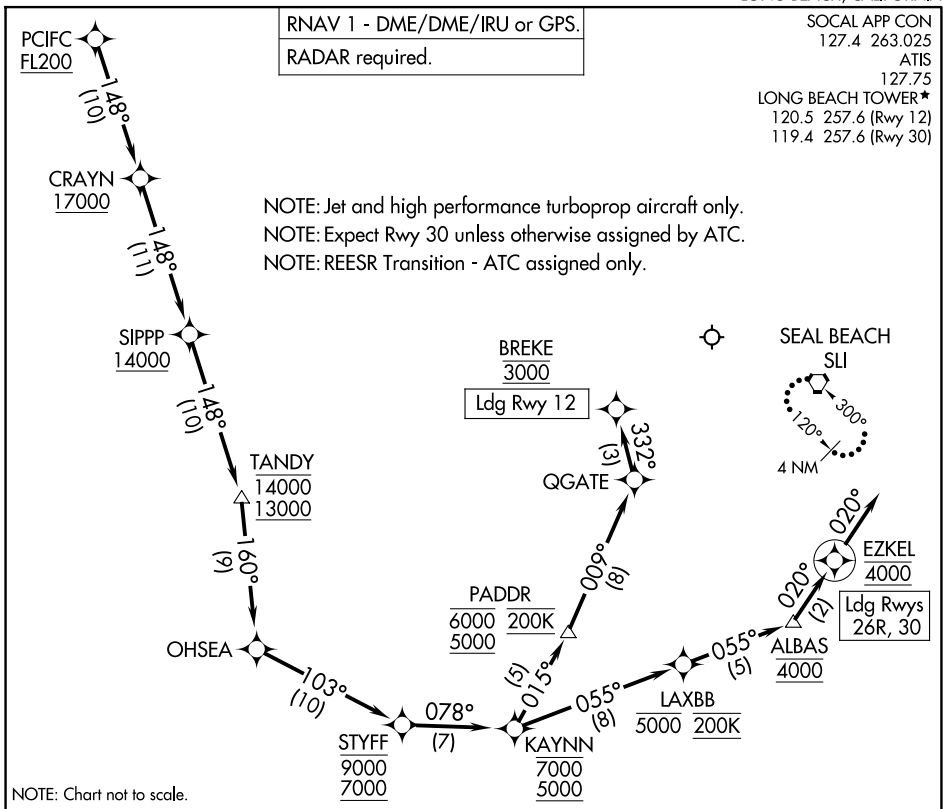 RNAV 1 - DME/DME/IRU or GPS.
RADAR required.
SOCAL APP CON
127.4 263.025
ATIS
127.75
LONG BEACH TOWER★
120.5 257.6 (Rwy 12)
119.4 257.6 (Rwy 30)
PCIFC
FL200
148°
(10)
CRAYN
17000
NOTE: Jet and high performance turboprop aircraft only.
NOTE: Expect Rwy 30 unless otherwise assigned by ATC.
NOTE: REESR Transition - ATC assigned only.
148°
(11)
SIPPP
14000
148°
(10)
TANDY
14000
13000
160°
(9)
OHSEA
103°
(10)
STYFF
9000
7000
078°
(7)
KAYNN
7000
5000
015°
(5)
PADDR
6000 200K
5000
009°
(8)
QGATE
332°
(3)
BREKE
3000
Ldg Rwy 12
055°
(8)
LAXBB
5000 200K
055°
(5)
ALBAS
4000
020°
(2)
EZKEL
4000
Ldg Rwys
26R, 30
020°
SEAL BEACH
SLI
300°
120°
4 NM
NOTE: Chart not to scale.